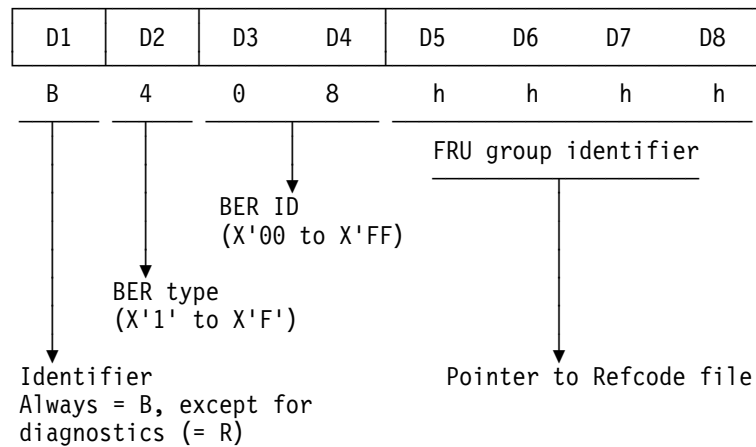 D1 D2 D3 D4 D5 D6 D7 D8
B 4 0 8 h h h h
FRU group identifier
BER ID
(X'00 to X'FF)
BER type
(X'1' to X'F')
Identifier
Always = B, except for
diagnostics (= R)
Pointer to Refcode file